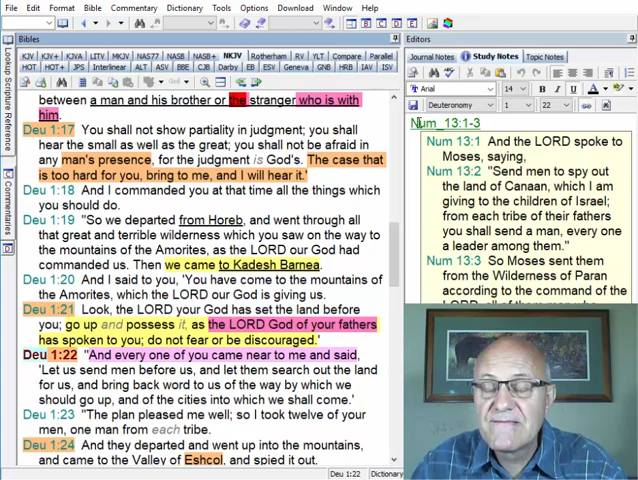 File Edit View Bible Commentary Dictionary Tools Options Download Window Help
Bibles
Editors
KJV KJV+ KJVA LITV MKJV NAS77 NASB NASB+ NKJV Rotherham RV YLT Compare Parallel
HOT HOT+ JPS Interlinear ALT ASV BBE CJB Darby EB ESV Geneva GNB HRB IAV ISV
Journal Notes Study Notes Topic Notes
Arial 14 B I U
Deuteronomy 1 22
Lookup Scripture Reference
Commentaries
between a man and his brother or the stranger who is with
him.
Deu 1:17 You shall not show partiality in judgment; you shall
hear the small as well as the great; you shall not be afraid in
any man's presence, for the judgment is God's. The case that
is too hard for you, bring to me, and I will hear it.'
Deu 1:18 And I commanded you at that time all the things which
you should do.
Deu 1:19 "So we departed from Horeb, and went through all
that great and terrible wilderness which you saw on the way to
the mountains of the Amorites, as the LORD our God had
commanded us. Then we came to Kadesh Barnea.
Deu 1:20 And I said to you, 'You have come to the mountains of
the Amorites, which the LORD our God is giving us.
Deu 1:21 Look, the LORD your God has set the land before
you; go up and possess it, as the LORD God of your fathers
has spoken to you; do not fear or be discouraged.'
Deu 1:22 "And every one of you came near to me and said,
'Let us send men before us, and let them search out the land
for us, and bring back word to us of the way by which we
should go up, and of the cities into which we shall come.'
Deu 1:23 "The plan pleased me well; so I took twelve of your
men, one man from each tribe.
Deu 1:24 And they departed and went up into the mountains,
and came to the Valley of Eshcol, and spied it out.
Num_13:1-3
Num 13:1 And the LORD spoke to
Moses, saying,
Num 13:2 "Send men to spy out
the land of Canaan, which I am
giving to the children of Israel;
from each tribe of their fathers
you shall send a man, every one
a leader among them."
Num 13:3 So Moses sent them
from the Wilderness of Paran
according to the command of the
LORD, all of them men who
Deu 1:22 Dictionary